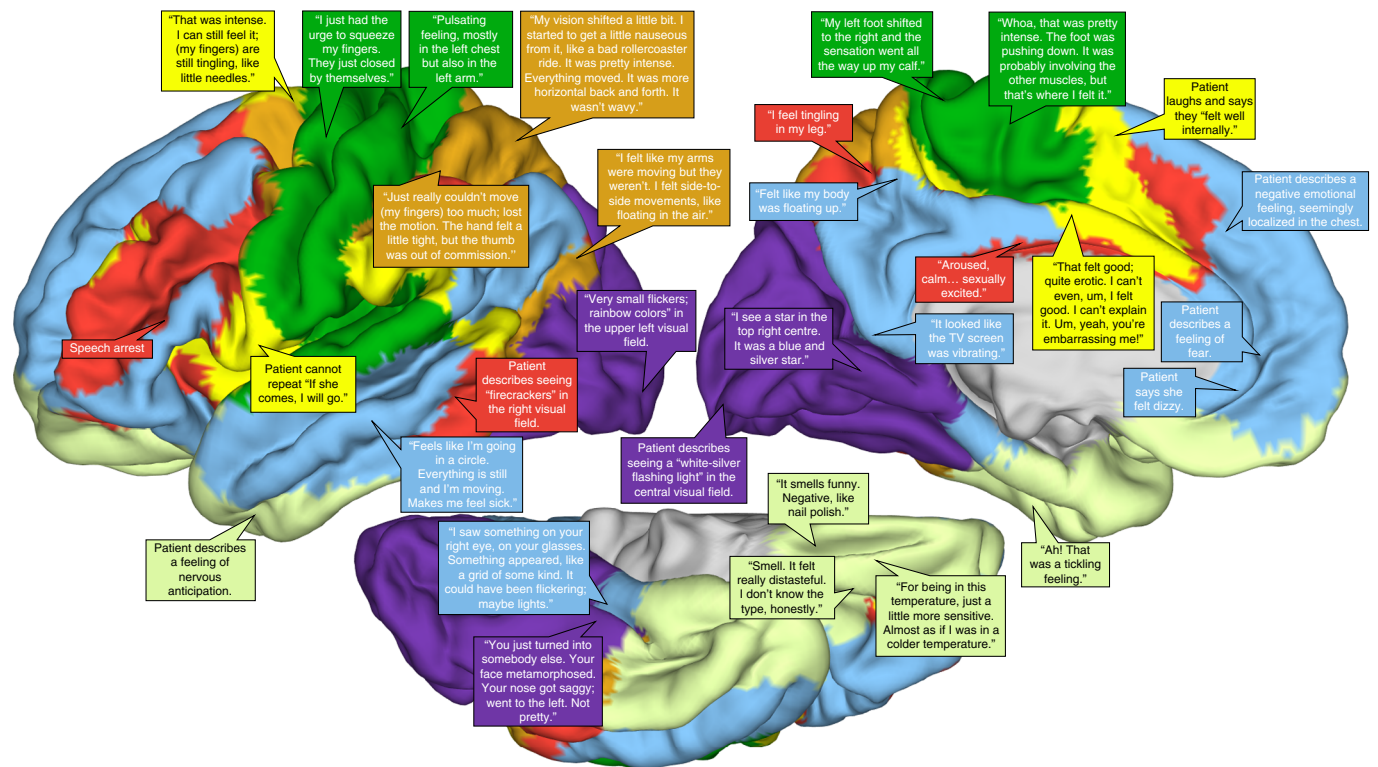 “That was intense.
I can still feel it;
(my fingers) are
still tingling, like
little needles.”
“I just had the
urge to squeeze
my fingers.
They just closed
by themselves.”
“Pulsating
feeling, mostly
in the left chest
but also in the
left arm.”
“My vision shifted a little bit. I
started to get a little nauseous
from it, like a bad rollercoaster
ride. It was pretty intense.
Everything moved. It was more
horizontal back and forth. It
wasn’t wavy.”
“I felt like my arms
were moving but they
weren’t. I felt side-to-
side movements, like
floating in the air.”
“Just really couldn’t move
(my fingers) too much; lost
the motion. The hand felt a
little tight, but the thumb
was out of commission.”
“Very small flickers;
rainbow colors” in
the upper left visual
field.
Speech arrest
Patient cannot
repeat “If she
comes, I will go.”
Patient
describes seeing
“firecrackers” in
the right visual
field.
“Feels like I’m going
in a circle.
Everything is still
and I’m moving.
Makes me feel sick.”
Patient describes
a feeling of
nervous
anticipation.
“My left foot shifted
to the right and the
sensation went all
the way up my calf.”
“Whoa, that was pretty
intense. The foot was
pushing down. It was
probably involving the
other muscles, but
that’s where I felt it.”
Patient
laughs and says
they “felt well
internally.”
“I feel tingling
in my leg.”
“Felt like my body
was floating up.”
Patient describes a
negative emotional
feeling, seemingly
localized in the chest.
“Aroused,
calm… sexually
excited.”
“That felt good;
quite erotic. I can’t
even, um, I felt
good. I can’t explain
it. Um, yeah, you’re
embarrassing me!”
“I see a star in the
top right centre.
It was a blue and
silver star.”
“It looked like
the TV screen
was vibrating.”
Patient
describes a
feeling of
fear.
Patient
says she
felt dizzy.
Patient describes
seeing a “white-silver
flashing light” in the
central visual field.
“It smells funny.
Negative, like
nail polish.”
“Ah! That
was a tickling
feeling.”
“I saw something on your
right eye, on your glasses.
Something appeared, like
a grid of some kind. It
could have been flickering;
maybe lights.”
“Smell. It felt
really distasteful.
I don’t know the
type, honestly.”
“For being in this
temperature, just a
little more sensitive.
Almost as if I was in a
colder temperature.”
“You just turned into
somebody else. Your
face metamorphosed.
Your nose got saggy;
went to the left. Not
pretty.”